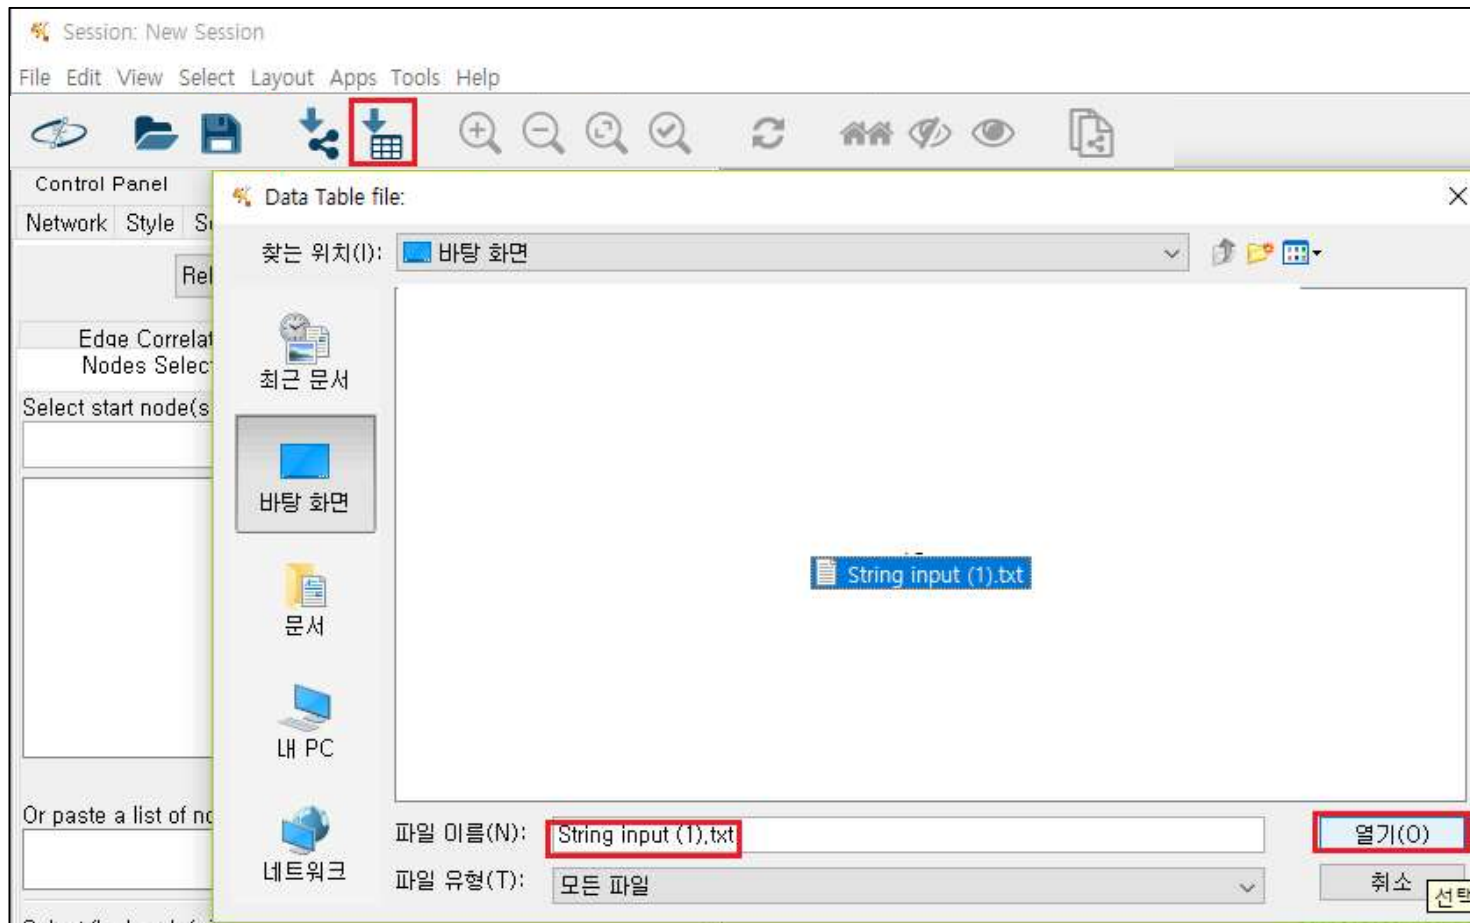 Session: New Session
File Edit View Select Layout Apps Tools Help
Control Panel
Data Table file:
Network Style
찾는 위치(I): 바탕 화면
Edge Correlat
Nodes Selec
최근 문서
Select start node(s
바탕 화면
String input (1).txt
문서
내 PC
Or paste a list of no
네트워크
파일 이름(N): String input (1).txt
열기(O)
파일 유형(T): 모든 파일
취소